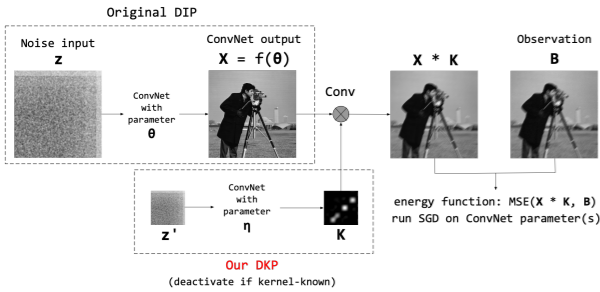 Original DIP
Noise input
z
ConvNet
with
parameter
θ
ConvNet output
X = f(θ)
Conv
X * K
Observation
B
z'
ConvNet
with
parameter
η
K
energy function: MSE(X * K, B)
run SGD on ConvNet parameter(s)
Our DKP
(deactivate if kernel-known)